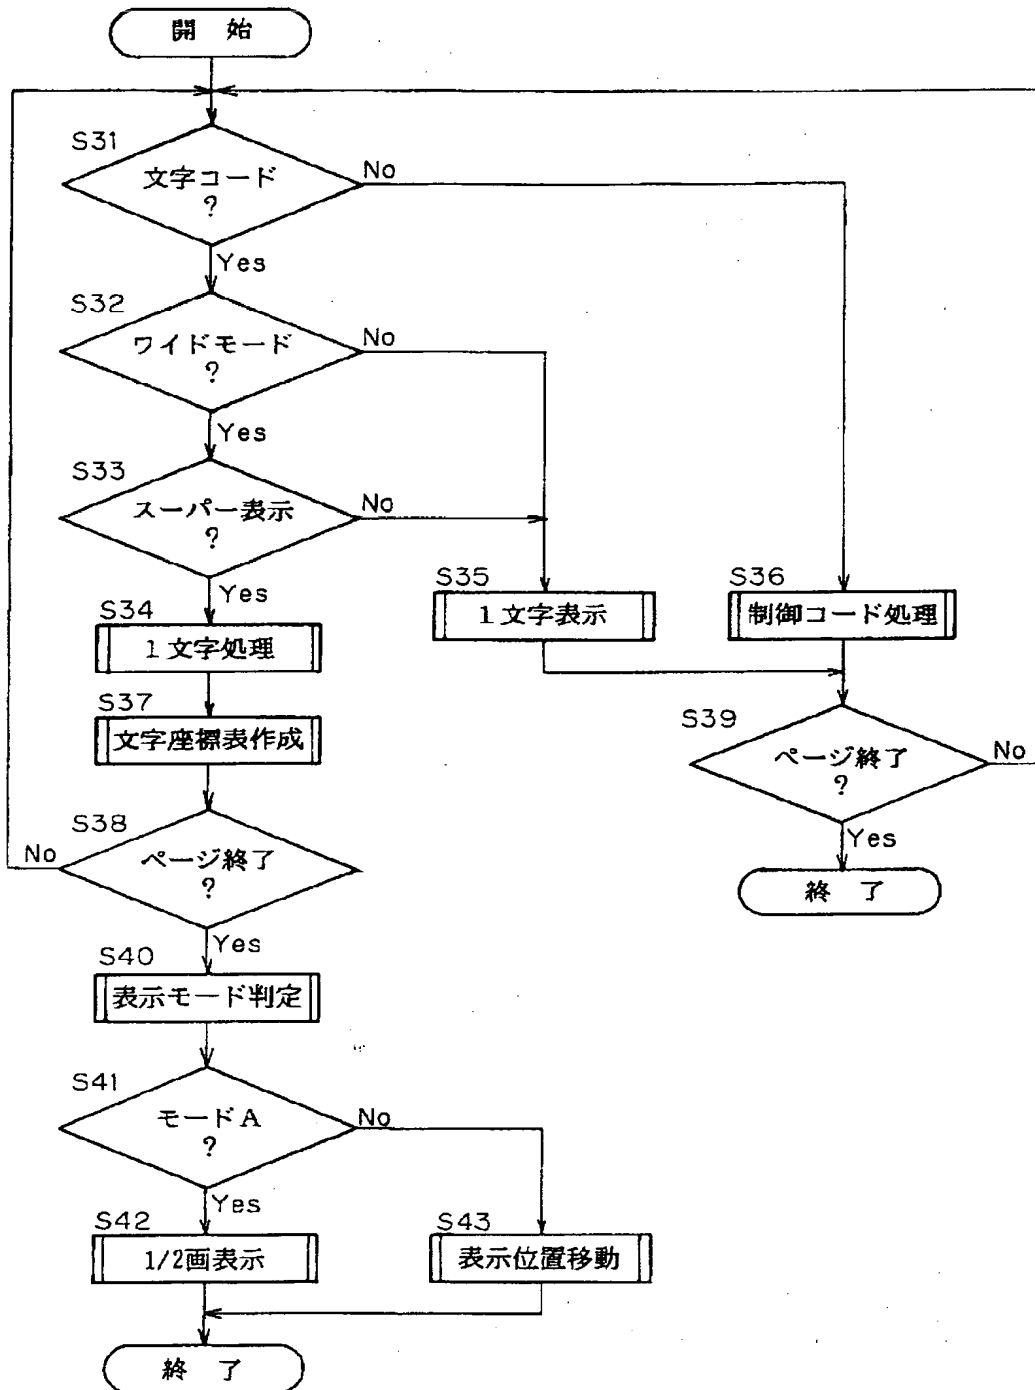 開 始
S31
文字コード
?
No
Yes
S32
ワイドモード
?
No
Yes
S33
スーパー表示
?
No
Yes
S34
1文字処理
S35
1文字表示
S36
制御コード処理
S37
文字座標表作成
S39
ページ終了
?
No
Yes
終 了
S38
ページ終了
?
No
Yes
S40
表示モード判定
S41
モードA
?
No
Yes
S42
1/2画表示
S43
表示位置移動
終 了